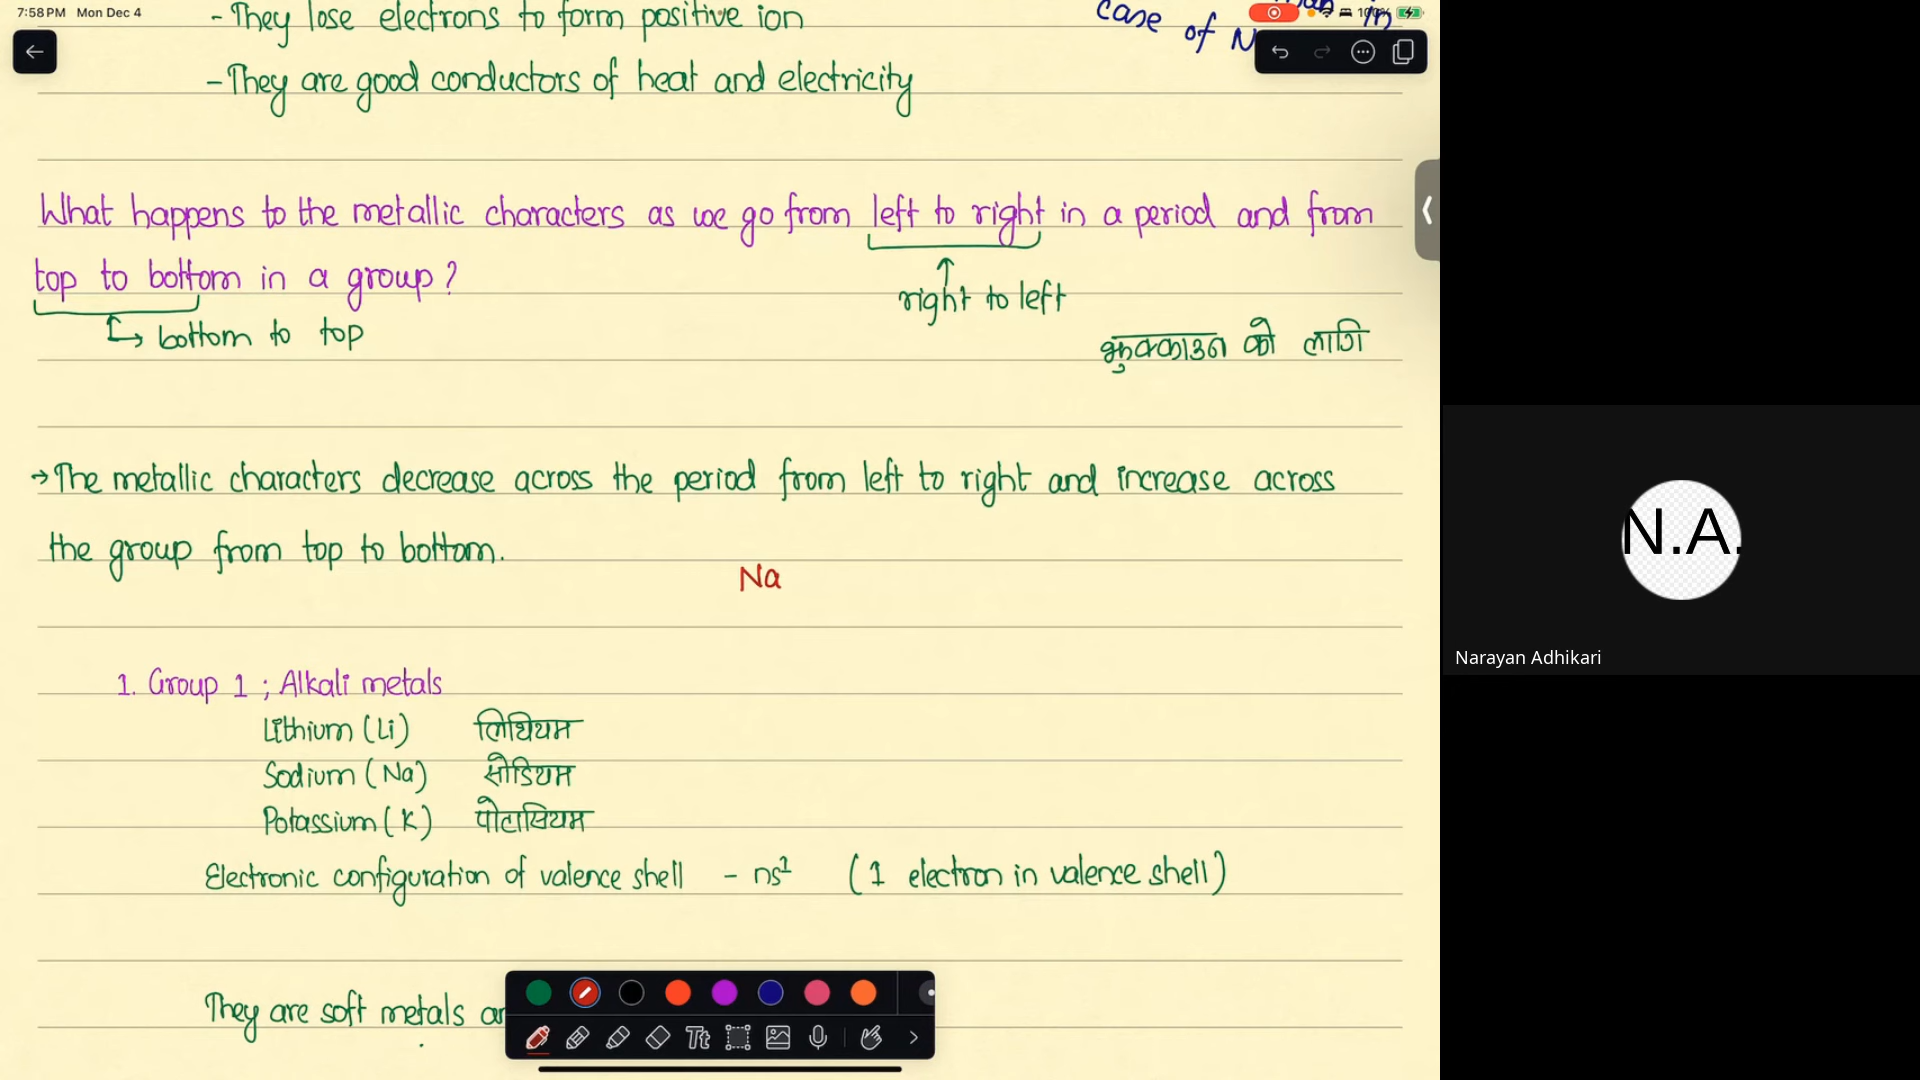 7:58 PM Mon Dec 4
100%
- They lose electrons to form positive ion
case of N
- They are good conductors of heat and electricity
What happens to the metallic characters as we go from left to right in a period and from
top to bottom in a group?
right to left
bottom to top
झुक्काउन को लागि
→ The metallic characters decrease across the period from left to right and increase across
the group from top to bottom.
Na
N.A.
Narayan Adhikari
1. Group 1 ; Alkali metals
Lithium (Li) लिथियम
Sodium (Na) सोडियम
Potassium (K) पोटासियम
Electronic configuration of valence shell - ns¹ (1 electron in valence shell)
They are soft metals
Tt